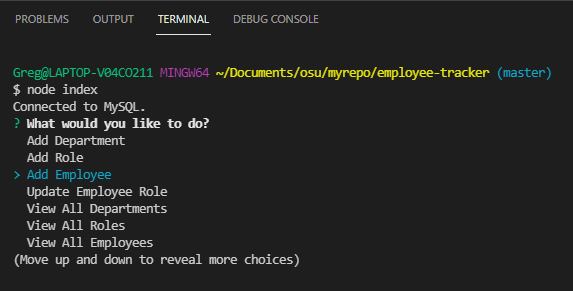 PROBLEMS OUTPUT TERMINAL DEBUG CONSOLE
Greg@LAPTOP-V04CO211 MINGW64 ~/Documents/osu/myrepo/employee-tracker (master)
$ node index
Connected to MySQL.
? What would you like to do?
Add Department
Add Role
> Add Employee
Update Employee Role
View All Departments
View All Roles
View All Employees
(Move up and down to reveal more choices)